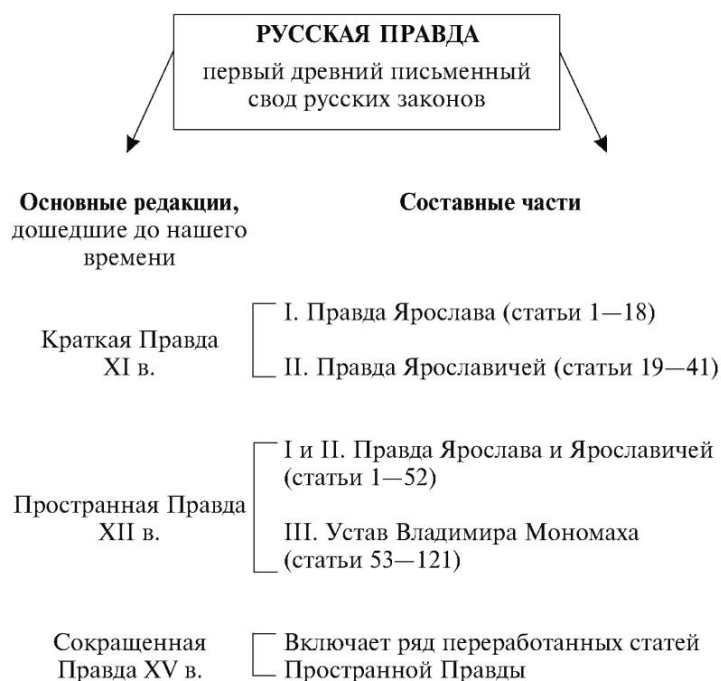 РУССКАЯ ПРАВДА
первый древний письменный
свод русских законов
Основные редакции,
дошедшие до нашего
времени
Составные части
Краткая Правда
XI в.
I. Правда Ярослава (статьи 1—18)
II. Правда Ярославичей (статьи 19—41)
Пространная Правда
XII в.
I и II. Правда Ярослава и Ярославичей
(статьи 1—52)
III. Устав Владимира Мономаха
(статьи 53—121)
Сокращенная
Правда XV в.
Включает ряд переработанных статей
Пространной Правды